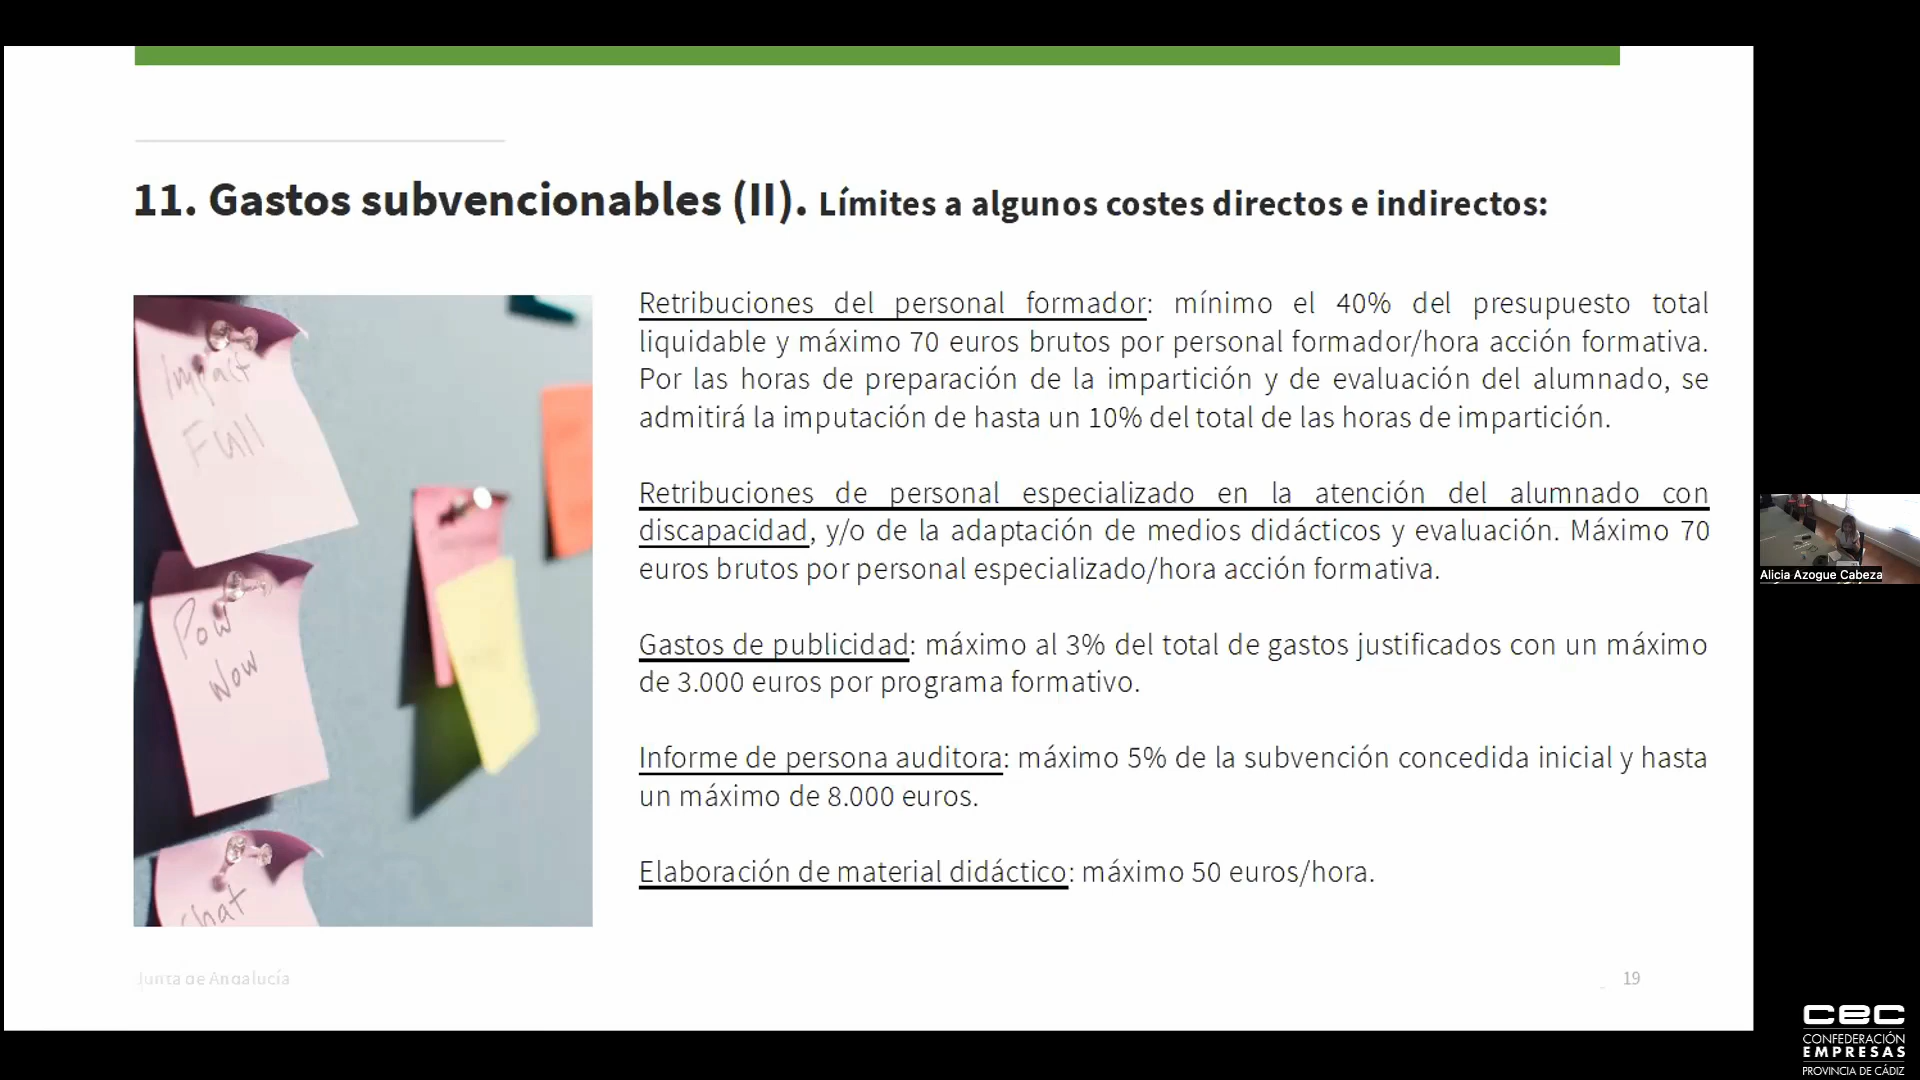 11. Gastos subvencionables (II). Límites a algunos costes directos e indirectos:
Impact
Full
Pow
Wow
chat
Retribuciones del personal formador: mínimo el 40% del presupuesto total
liquidable y máximo 70 euros brutos por personal formador/hora acción formativa.
Por las horas de preparación de la impartición y de evaluación del alumnado, se
admitirá la imputación de hasta un 10% del total de las horas de impartición.
Retribuciones de personal especializado en la atención del alumnado con
discapacidad, y/o de la adaptación de medios didácticos y evaluación. Máximo 70
euros brutos por personal especializado/hora acción formativa.
Gastos de publicidad: máximo al 3% del total de gastos justificados con un máximo
de 3.000 euros por programa formativo.
Informe de persona auditora: máximo 5% de la subvención concedida inicial y hasta
un máximo de 8.000 euros.
Elaboración de material didáctico: máximo 50 euros/hora.
Junta de Andalucía
19
Alicia Azogue Cabeza
cec
CONFEDERACIÓN
EMPRESAS
PROVINCIA DE CÁDIZ